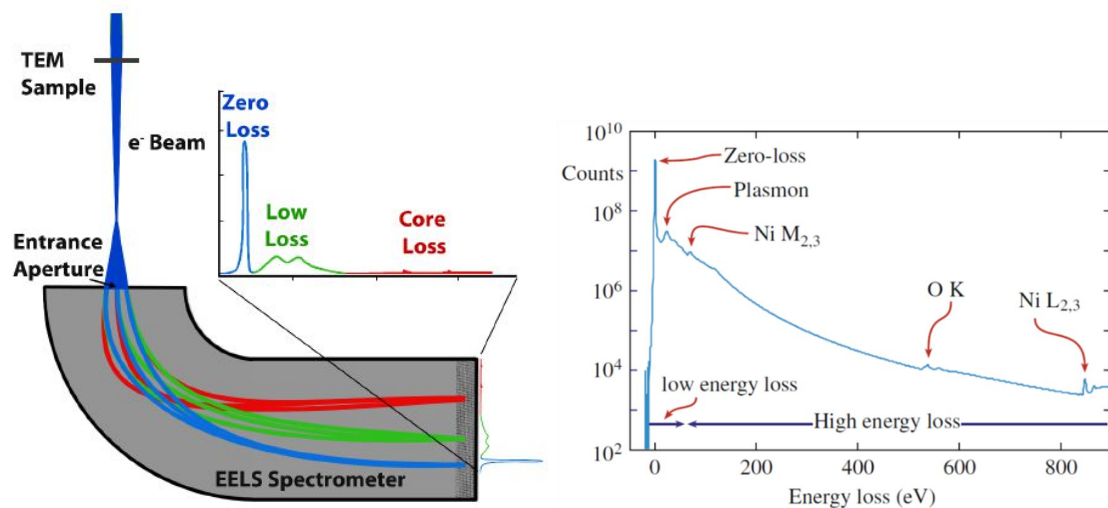 TEM
Sample
e⁻ Beam
Entrance
Aperture
Zero
Loss
Low
Loss
Core
Loss
EELS Spectrometer
10¹⁰
Counts
10⁸
10⁶
10⁴
10²
Zero-loss
Plasmon
Ni M₂,₃
O K
Ni L₂,₃
low energy loss
High energy loss
0 200 400 600 800
Energy loss (eV)